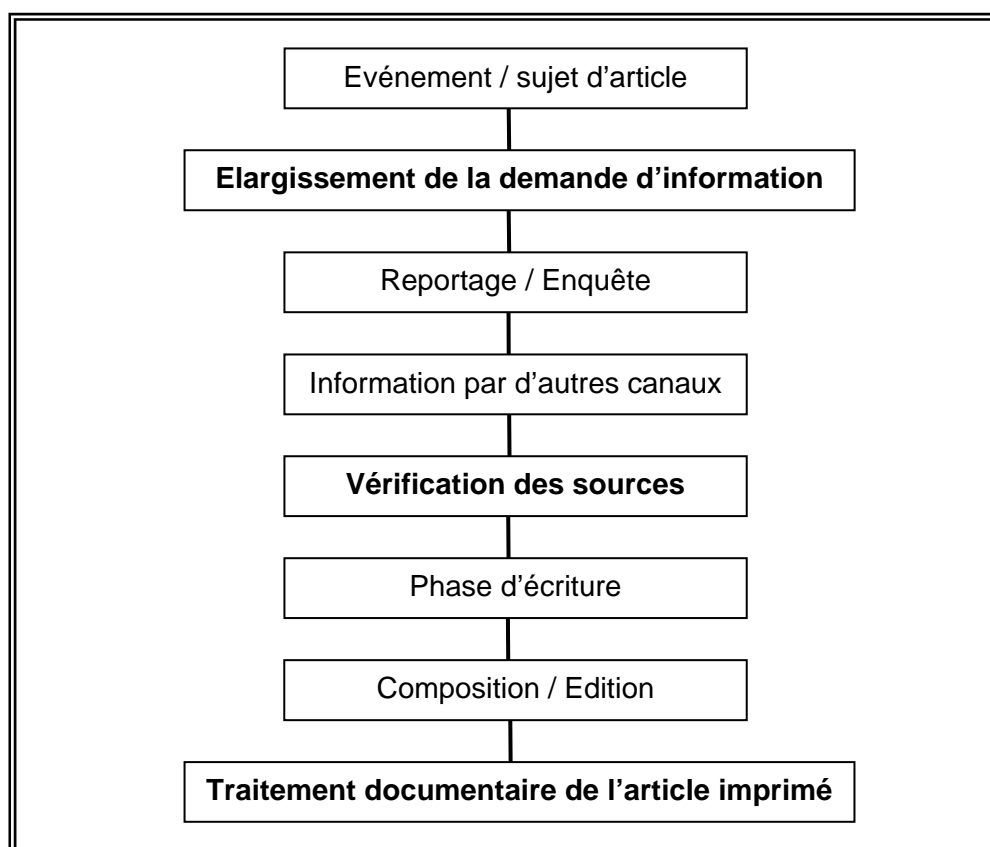 Evénement / sujet d’article
Elargissement de la demande d’information
Reportage / Enquête
Information par d’autres canaux
Vérification des sources
Phase d’écriture
Composition / Edition
Traitement documentaire de l’article imprimé